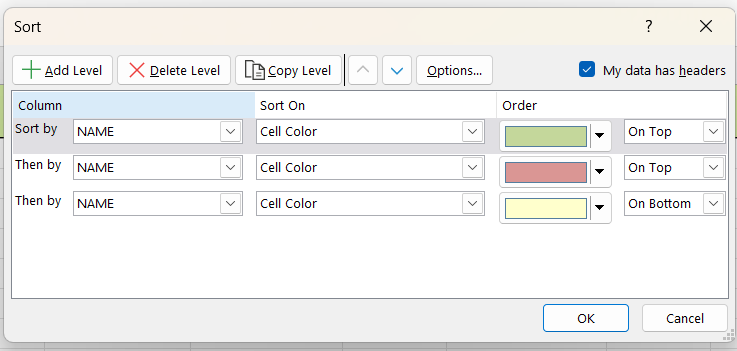 Sort
?
Add Level Delete Level Copy Level Options... My data has headers
Column Sort On Order
Sort by NAME Cell Color On Top
Then by NAME Cell Color On Top
Then by NAME Cell Color On Bottom
OK Cancel